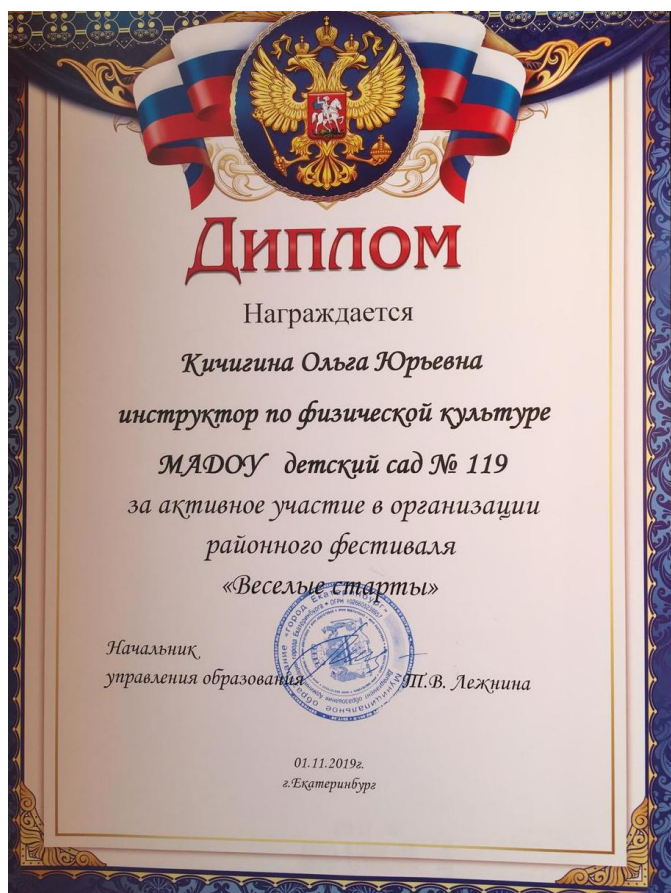 Диплом
Награждается
Кичигина Ольга Юрьевна
инструктор по физической культуре
МАДОУ детский сад № 119
за активное участие в организации
районного фестиваля
«Веселые старты»
Начальник
управления образования Т.В. Лежнина
01.11.2019г.
г.Екатеринбург